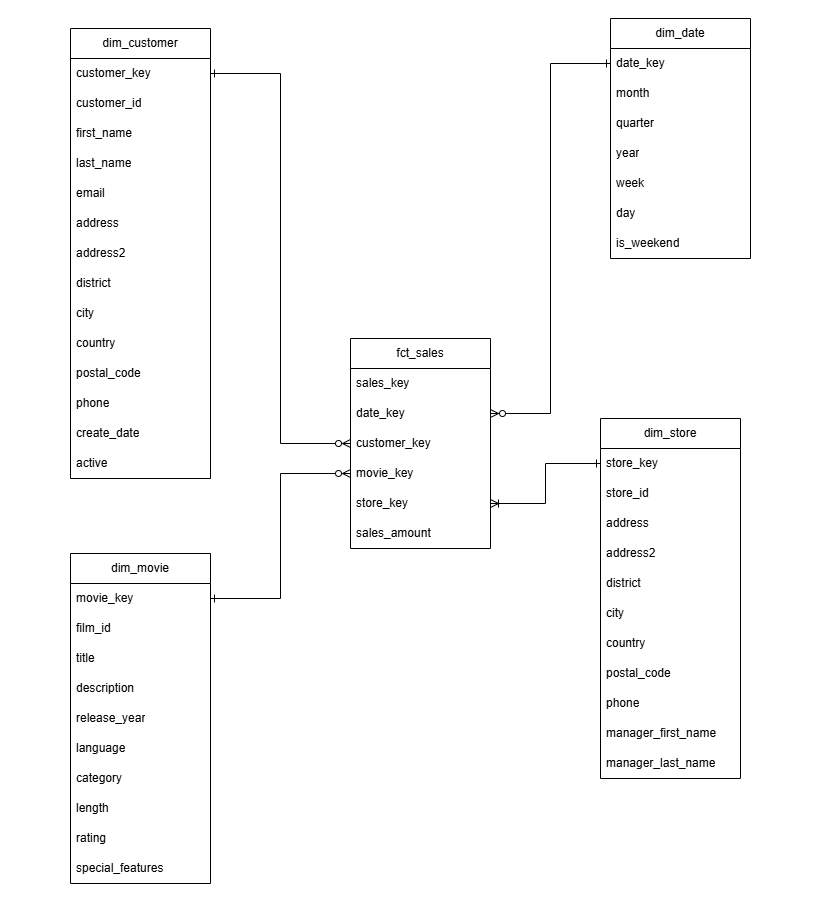 dim_customer
customer_key
customer_id
first_name
last_name
email
address
address2
district
city
country
postal_code
phone
create_date
active
dim_date
date_key
month
quarter
year
week
day
is_weekend
fct_sales
sales_key
date_key
customer_key
movie_key
store_key
sales_amount
dim_store
store_key
store_id
address
address2
district
city
country
postal_code
phone
manager_first_name
manager_last_name
dim_movie
movie_key
film_id
title
description
release_year
language
category
length
rating
special_features